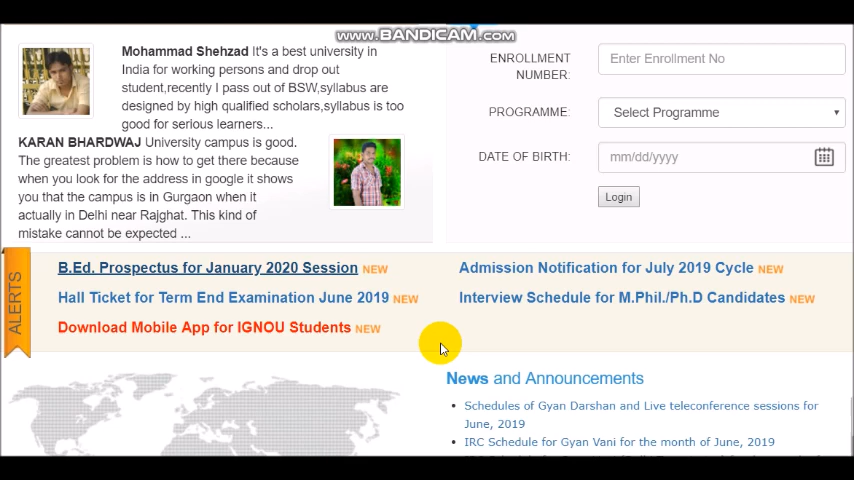 www.BANDICAM.com
Mohammad Shehzad It's a best university in
India for working persons and drop out
student,recently I pass out of BSW,syllabus are
designed by high qualified scholars,syllabus is too
good for serious learners...
KARAN BHARDWAJ University campus is good.
The greatest problem is how to get there because
when you look for the address in google it shows
you that the campus is in Gurgaon when it
actually in Delhi near Rajghat. This kind of
mistake cannot be expected ...
ENROLLMENT
NUMBER:
Enter Enrollment No
PROGRAMME:
Select Programme
DATE OF BIRTH:
mm/dd/yyyy
Login
ALERTS
B.Ed. Prospectus for January 2020 Session NEW
Admission Notification for July 2019 Cycle NEW
Hall Ticket for Term End Examination June 2019 NEW
Interview Schedule for M.Phil./Ph.D Candidates NEW
Download Mobile App for IGNOU Students NEW
News and Announcements
Schedules of Gyan Darshan and Live teleconference sessions for
June, 2019
IRC Schedule for Gyan Vani for the month of June, 2019